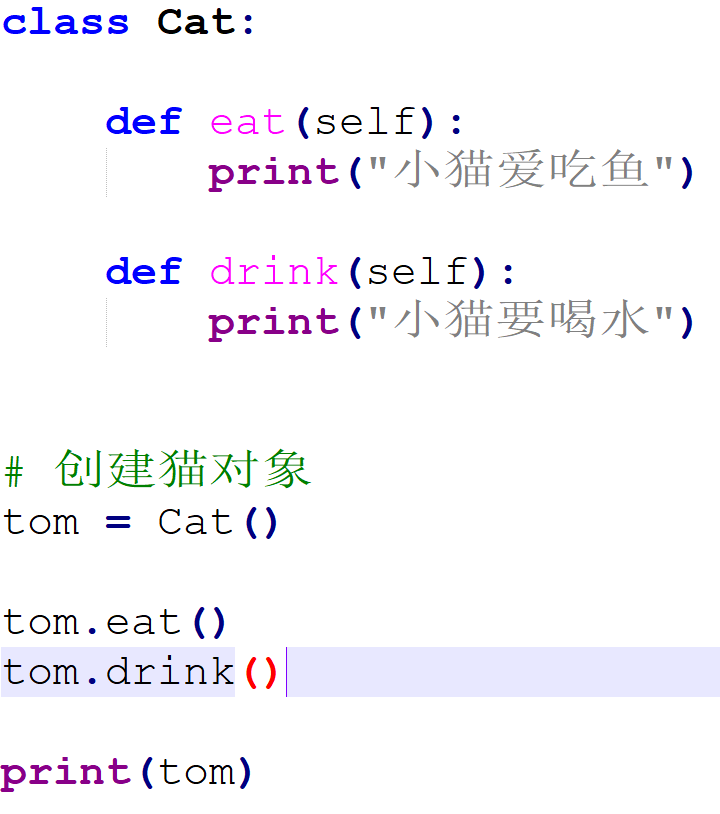 class Cat:
    def eat(self):
        print("小猫爱吃鱼")
    def drink(self):
        print("小猫要喝水")
# 创建猫对象
tom = Cat()
tom.eat()
tom.drink()
print(tom)